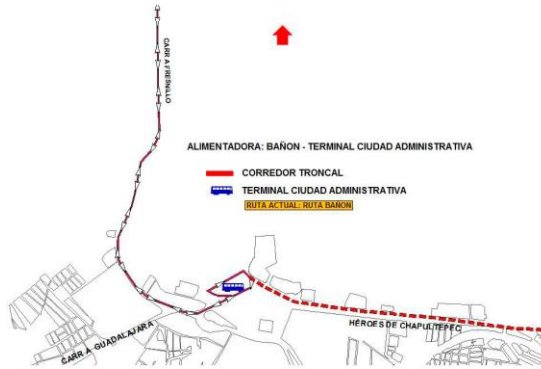 CARR A FRESNILLO
ALIMENTADORA: BAÑON - TERMINAL CIUDAD ADMINISTRATIVA
CORREDOR TRONCAL
TERMINAL CIUDAD ADMINISTRATIVA
RUTA ACTUAL: RUTA BAÑON
HÉROES DE CHAPULTEPEC
CARR A GUADALAJARA